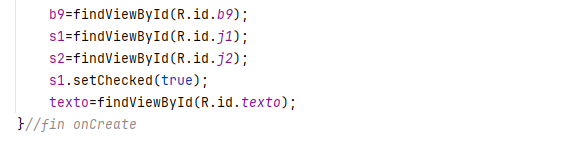 b9=findViewById(R.id.b9);
s1=findViewById(R.id.j1);
s2=findViewById(R.id.j2);
s1.setChecked(true);
texto=findViewById(R.id.texto);
}//fin onCreate